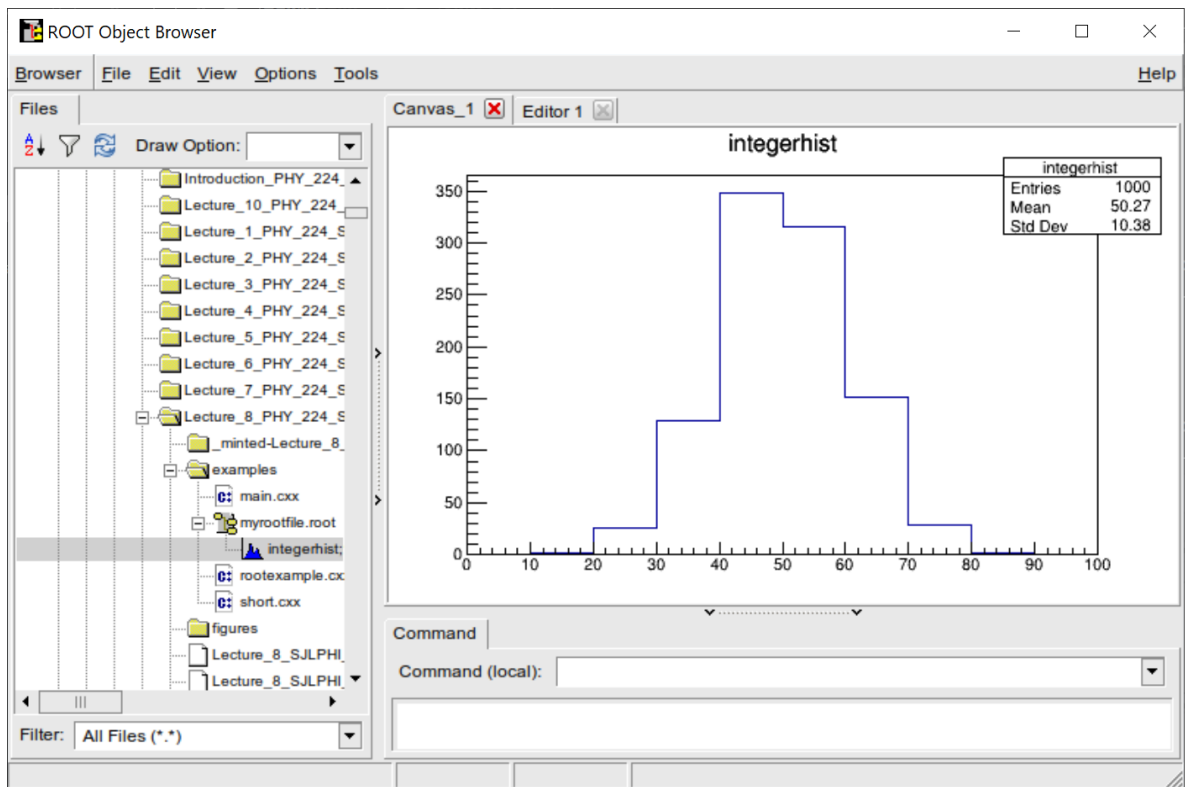 ROOT Object Browser
Browser File Edit View Options Tools Help
Files
Draw Option:
Introduction_PHY_224_
Lecture_10_PHY_224_
Lecture_1_PHY_224_S
Lecture_2_PHY_224_S
Lecture_3_PHY_224_S
Lecture_4_PHY_224_S
Lecture_5_PHY_224_S
Lecture_6_PHY_224_S
Lecture_7_PHY_224_S
Lecture_8_PHY_224_S
_minted-Lecture_8_
examples
main.cxx
myrootfile.root
integerhist;
rootexample.cx
short.cxx
figures
Lecture_8_SJLPHI_
Lecture_8_SJLPHI_
Filter: All Files (*.*)
Canvas_1 Editor 1
integerhist
integerhist
Entries 1000
Mean 50.27
Std Dev 10.38
350
300
250
200
150
100
50
0
0 10 20 30 40 50 60 70 80 90 100
Command
Command (local):